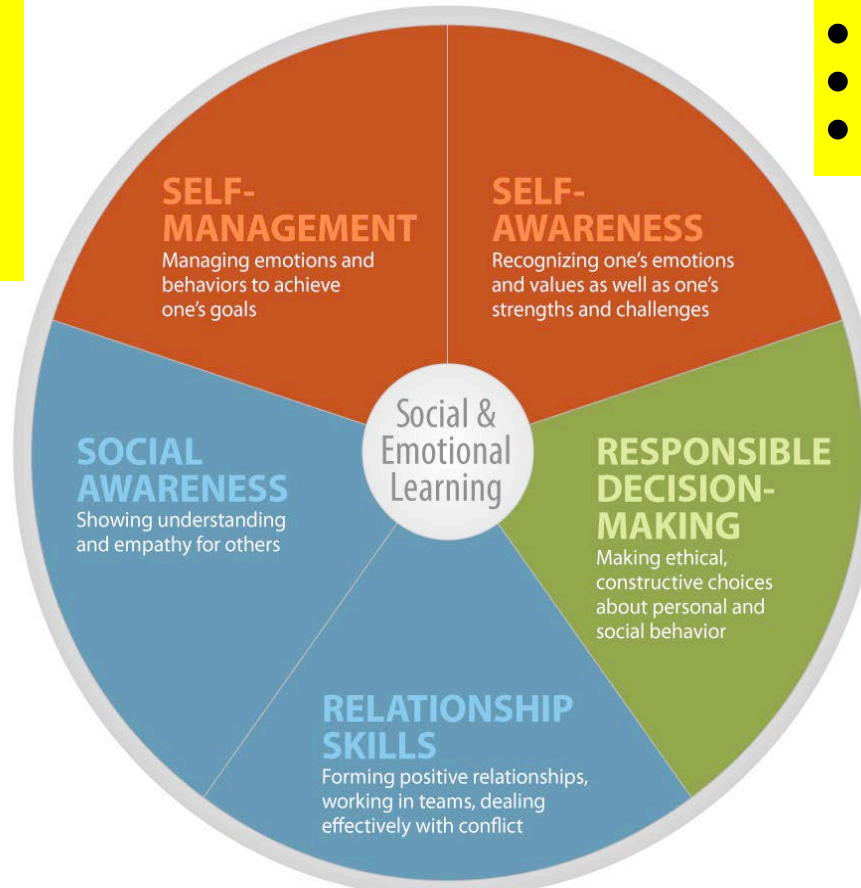 SELF-
MANAGEMENT
Managing emotions and
behaviors to achieve
one's goals
SELF-
AWARENESS
Recognizing one's emotions
and values as well as one's
strengths and challenges
SOCIAL
AWARENESS
Showing understanding
and empathy for others
Social &
Emotional
Learning
RESPONSIBLE
DECISION-
MAKING
Making ethical,
constructive choices
about personal and
social behavior
RELATIONSHIP
SKILLS
Forming positive relationships,
working in teams, dealing
effectively with conflict